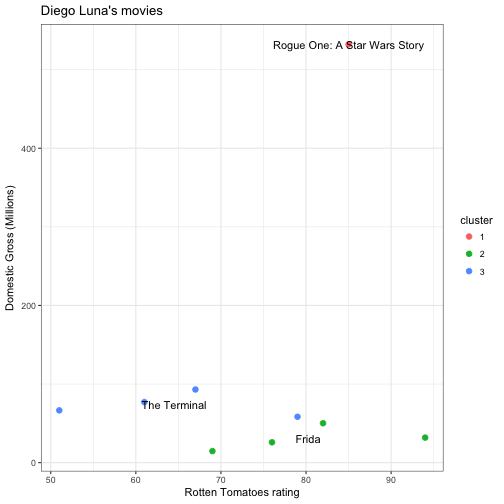 Diego Luna's movies
Rogue One: A Star Wars Story
400
200
0
The Terminal
Frida
50
60
70
80
90
Rotten Tomatoes rating
Domestic Gross (Millions)
cluster
1
2
3